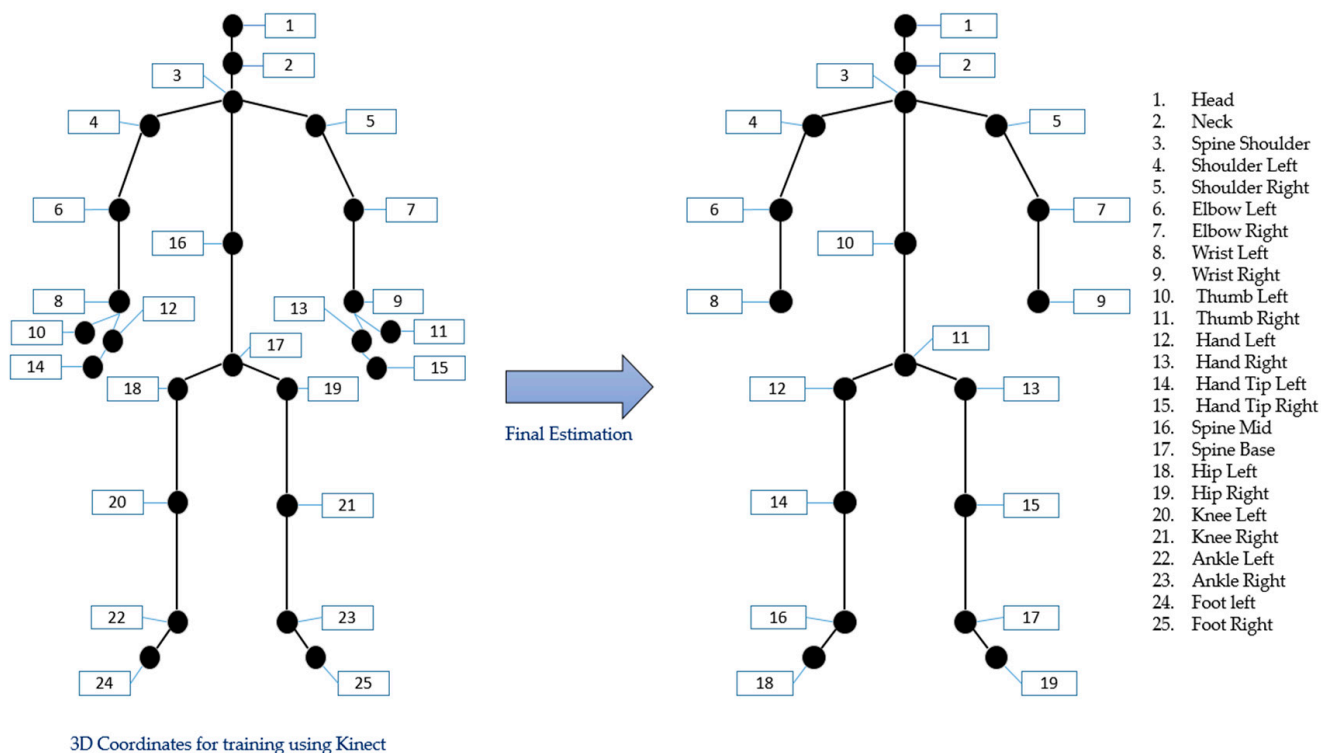 1
2
3
4
5
6
7
16
8
9
12
13
10
11
14
15
17
18
19
20
21
22
23
24
25
3D Coordinates for training using Kinect
Final Estimation
1
2
3
4
5
6
7
10
8
9
11
12
13
14
15
16
17
18
19
1. Head
2. Neck
3. Spine Shoulder
4. Shoulder Left
5. Shoulder Right
6. Elbow Left
7. Elbow Right
8. Wrist Left
9. Wrist Right
10. Thumb Left
11. Thumb Right
12. Hand Left
13. Hand Right
14. Hand Tip Left
15. Hand Tip Right
16. Spine Mid
17. Spine Base
18. Hip Left
19. Hip Right
20. Knee Left
21. Knee Right
22. Ankle Left
23. Ankle Right
24. Foot left
25. Foot Right